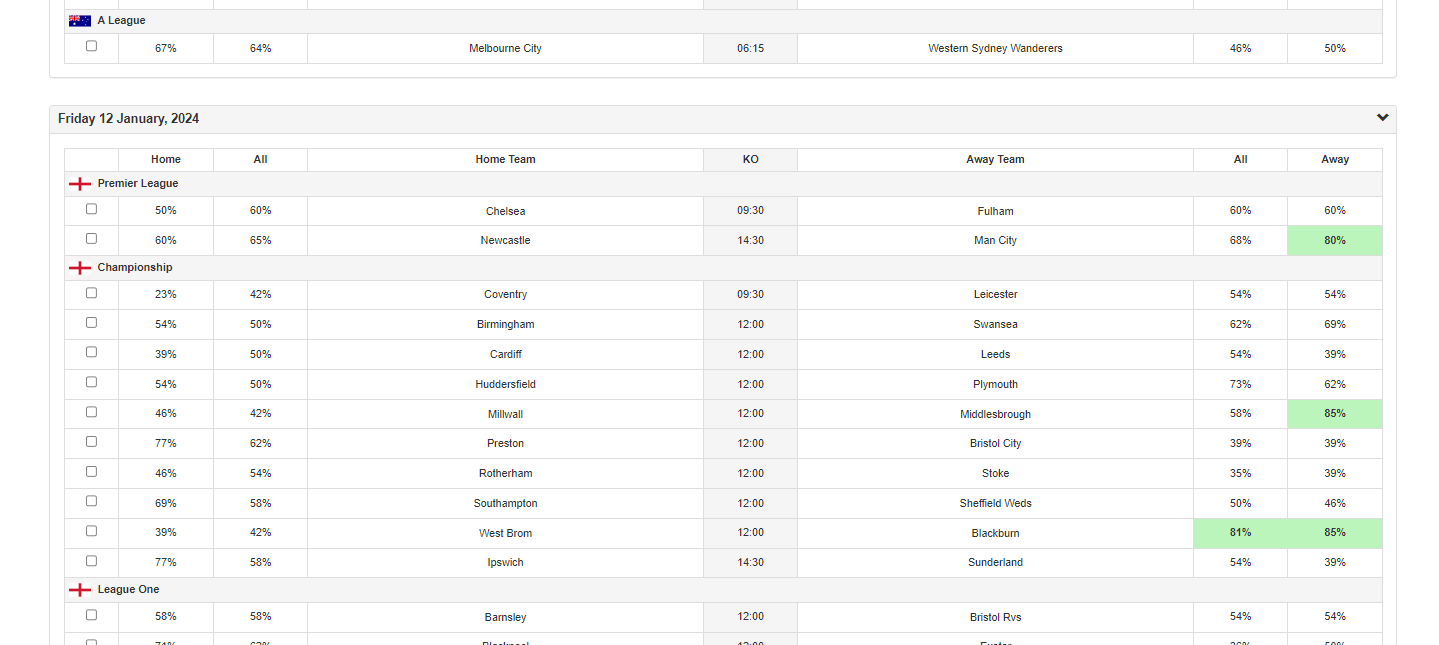 A League
67% 64% Melbourne City 06:15 Western Sydney Wanderers 46% 50%
Friday 12 January, 2024
Home All Home Team KO Away Team All Away
Premier League
50% 60% Chelsea 09:30 Fulham 60% 60%
60% 65% Newcastle 14:30 Man City 68% 80%
Championship
23% 42% Coventry 09:30 Leicester 54% 54%
54% 50% Birmingham 12:00 Swansea 62% 69%
39% 50% Cardiff 12:00 Leeds 54% 39%
54% 50% Huddersfield 12:00 Plymouth 73% 62%
46% 42% Millwall 12:00 Middlesbrough 58% 85%
77% 62% Preston 12:00 Bristol City 39% 39%
46% 54% Rotherham 12:00 Stoke 35% 39%
69% 58% Southampton 12:00 Sheffield Weds 50% 46%
39% 42% West Brom 12:00 Blackburn 81% 85%
77% 58% Ipswich 14:30 Sunderland 54% 39%
League One
58% 58% Barnsley 12:00 Bristol Rvs 54% 54%
Blackpool 12:00 Exeter